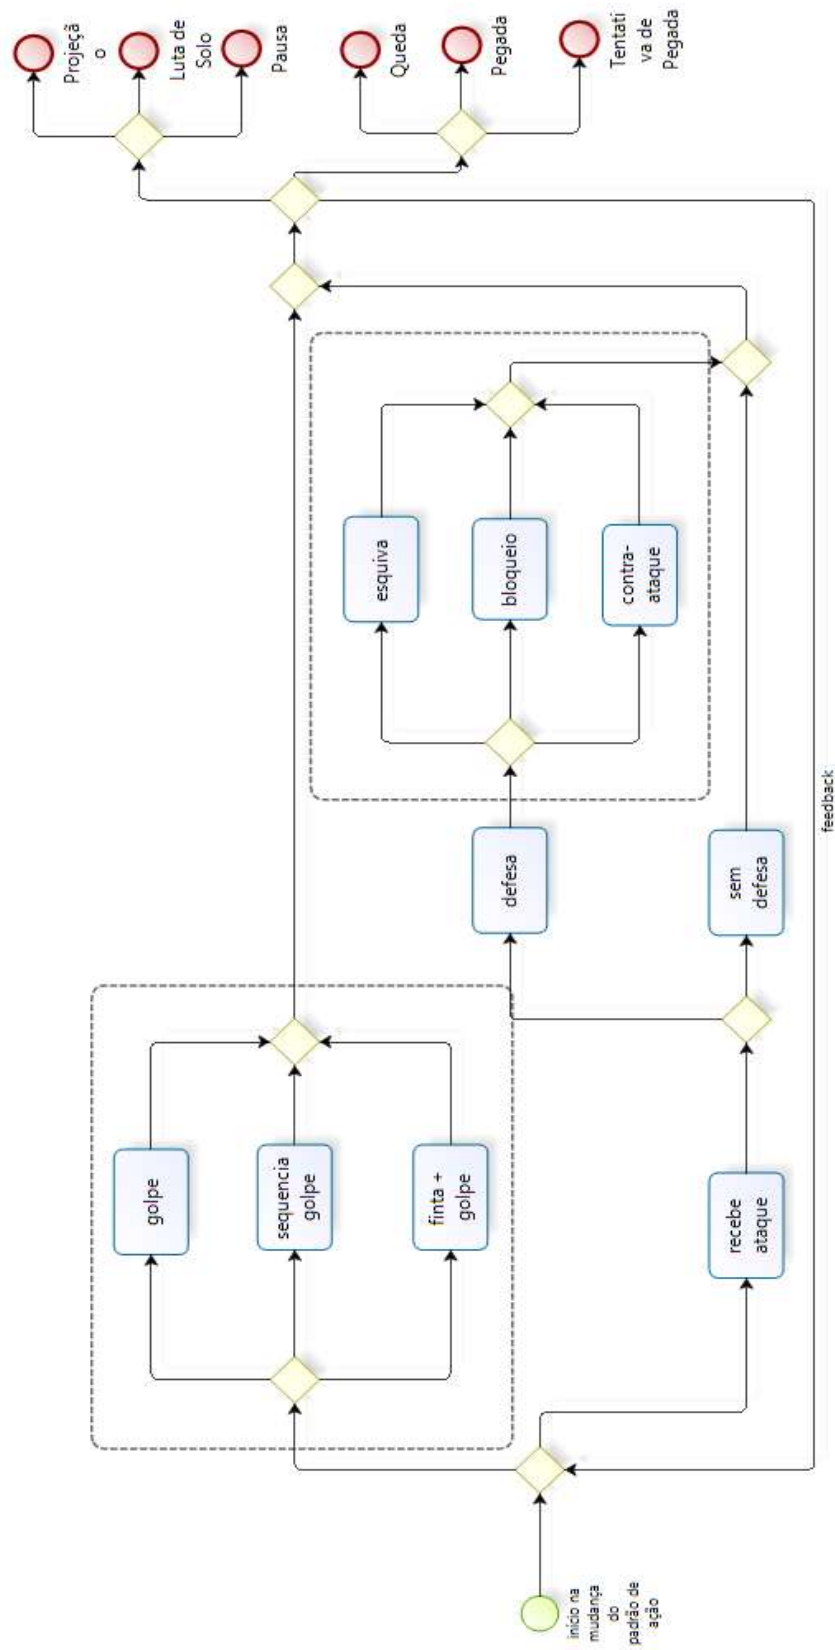 início na
mudança
do
padrão de
ação
golpe
sequencia
golpe
finta +
golpe
recebe
ataque
defesa
sem
defesa
esquiva
bloqueio
contra-
ataque
feedback
Projeçã
o
Luta de
Solo
Pausa
Queda
Pegada
Tentati
va de
Pegada